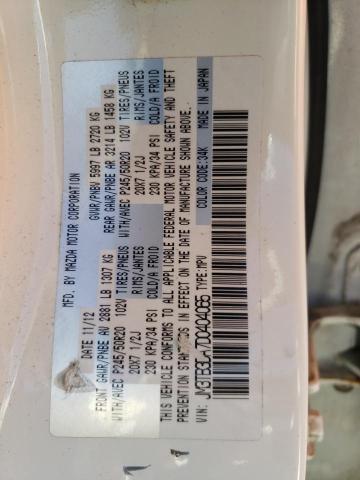 MFD. BY MAZDA MOTOR CORPORATION
DATE 11/12 GVWR/PNBV 5997 LB 2720 KG
FRONT GAWR/PNBE AV 2881 LB 1307 KG REAR GAWR/PNBE AR 3214 LB 1458 KG
WITH/AVEC P245/50R20 102V TIRES/PNEUS WITH/AVEC P245/50R20 102V TIRES/PNEUS
20X7 1/2J RIMS/JANTES 20X7 1/2J RIMS/JANTES
230 KPA/34 PSI COLD/A FROID 230 KPA/34 PSI COLD/A FROID
THIS VEHICLE CONFORMS TO ALL APPLICABLE FEDERAL MOTOR VEHICLE SAFETY AND THEFT
PREVENTION STANDARDS IN EFFECT ON THE DATE OF MANUFACTURE SHOWN ABOVE.
VIN: TYPE: MPV COLOR CODE: 34K MADE IN JAPAN